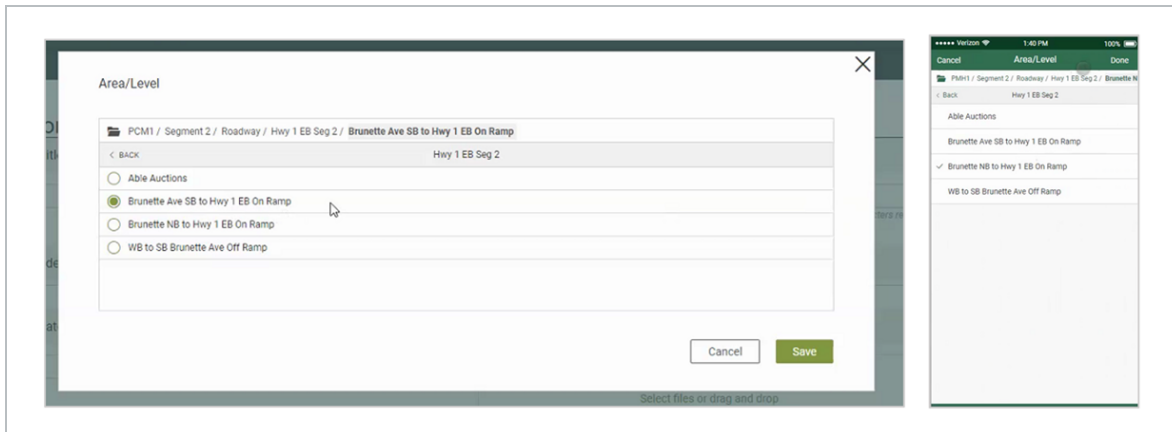 Area/Level
PCM1 / Segment 2 / Roadway / Hwy 1 EB Seg 2 / Brunette Ave SB to Hwy 1 EB On Ramp
< BACK
Hwy 1 EB Seg 2
Able Auctions
Brunette Ave SB to Hwy 1 EB On Ramp
Brunette NB to Hwy 1 EB On Ramp
WB to SB Brunette Ave Off Ramp
Cancel
Save
Select files or drag and drop
Verizon
1:40 PM
100%
Cancel
Area/Level
Done
PMH1 / Segment 2 / Roadway / Hwy 1 EB Seg 2 / Brunette N
< Back
Hwy 1 EB Seg 2
Able Auctions
Brunette Ave SB to Hwy 1 EB On Ramp
Brunette NB to Hwy 1 EB On Ramp
WB to SB Brunette Ave Off Ramp